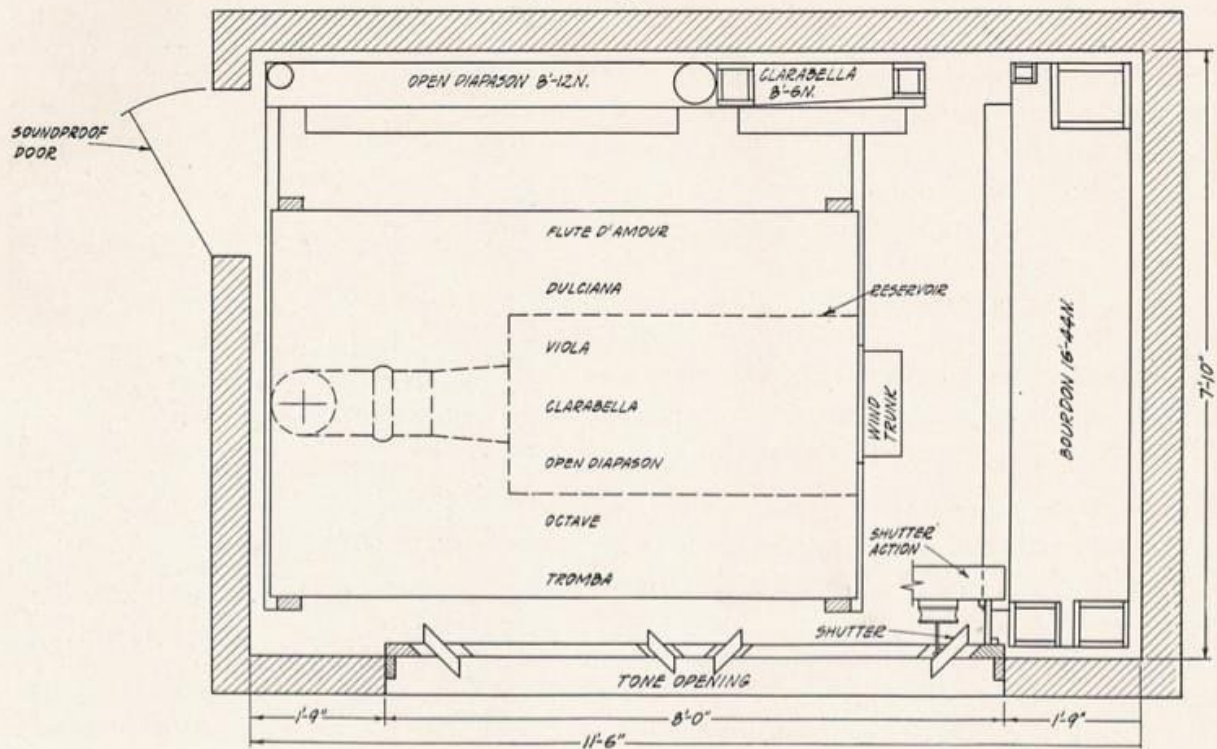 OPEN DIAPASON 8'-12N.
CLARABELLA
8'-6N.
SOUNDPROOF
DOOR
FLUTE D'AMOUR
DULCIANA
RESERVOIR
VIOLA
CLARABELLA
WIND
TRUNK
OPEN DIAPASON
OCTAVE
TROMBA
BOURDON 16'-44N.
7'-10"
SHUTTER
ACTION
SHUTTER
TONE OPENING
1'-9"
8'-0"
1'-9"
11'-6"